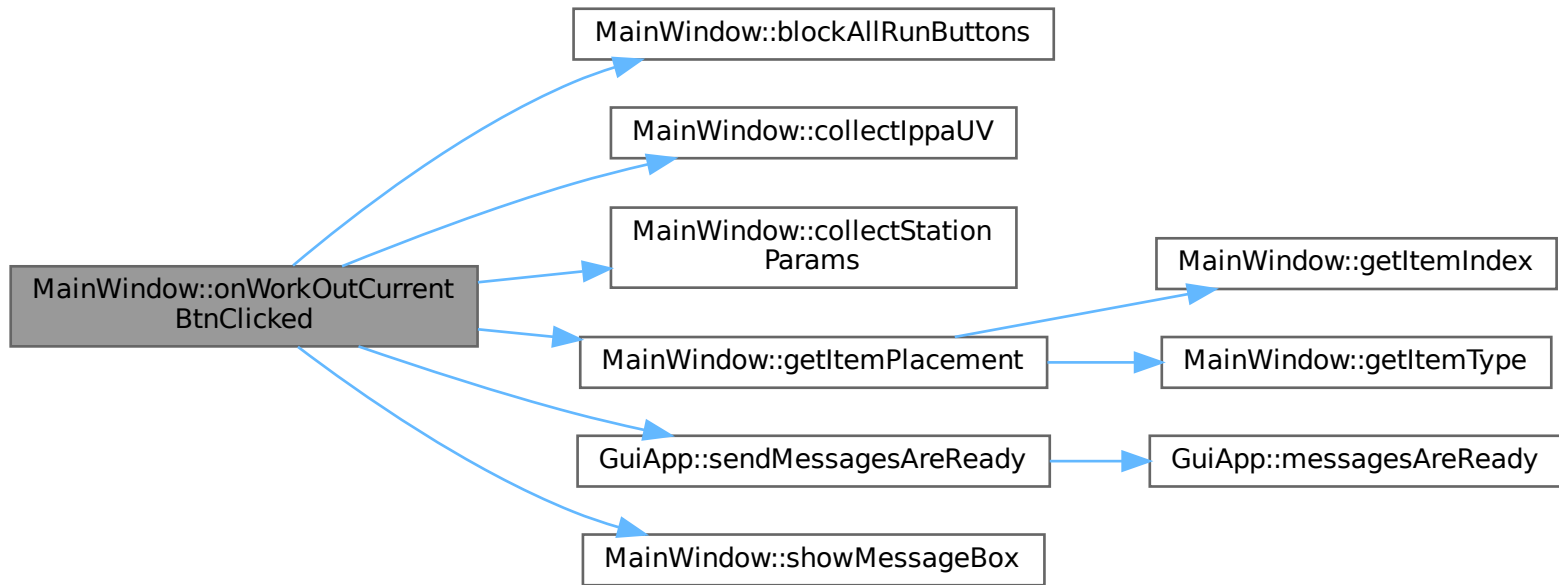 MainWindow::onWorkOutCurrent
BtnClicked
MainWindow::blockAllRunButtons
MainWindow::collectIppaUV
MainWindow::collectStation
Params
MainWindow::getItemPlacement
MainWindow::getItemIndex
MainWindow::getItemType
GuiApp::sendMessagesAreReady
GuiApp::messagesAreReady
MainWindow::showMessageBox